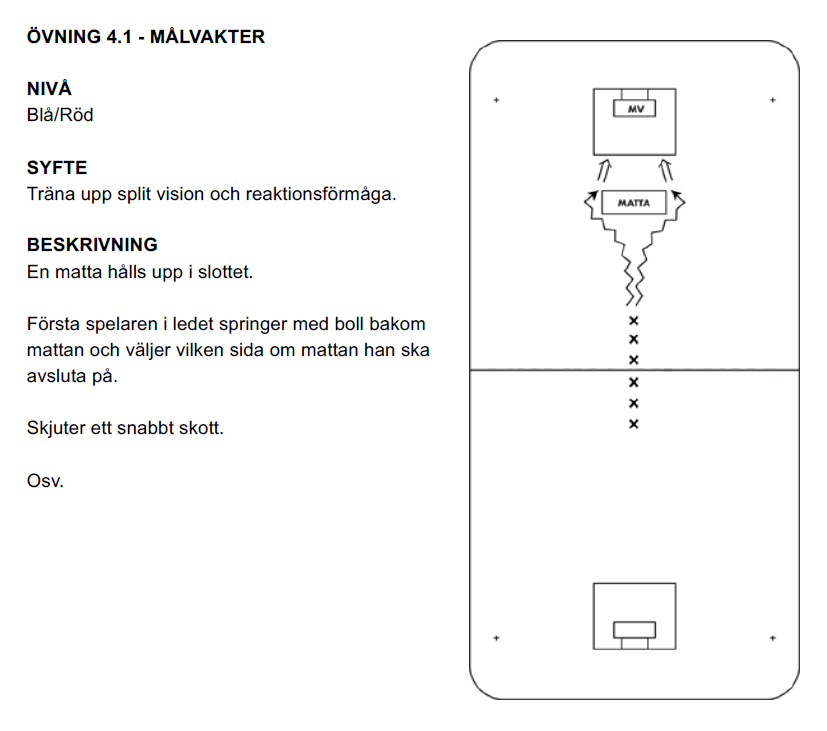 ÖVNING 4.1 - MÅLVAKTER
NIVÅ
Blå/Röd
SYFTE
Träna upp split vision och reaktionsförmåga.
BESKRIVNING
En matta hålls upp i slottet.
Första spelaren i ledet springer med boll bakom
mattan och väljer vilken sida om mattan han ska
avsluta på.
Skjuter ett snabbt skott.
Osv.
MV
MATTA